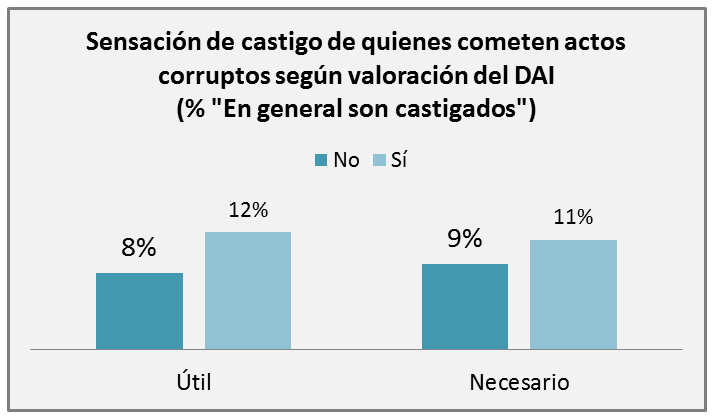 Sensación de castigo de quienes cometen actos
corruptos según valoración del DAI
(% "En general son castigados")
No Sí
8% 12% 9% 11%
Útil Necesario